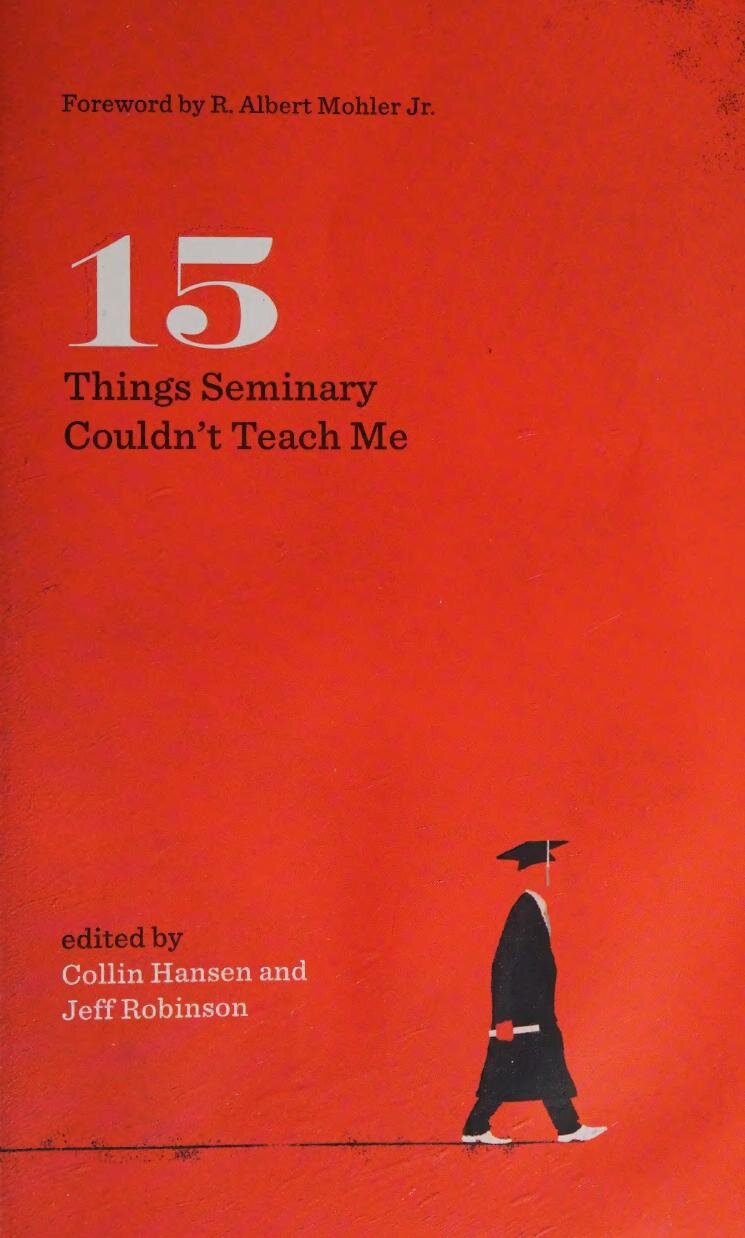 Foreword by R. Albert Mohler Jr.
15
Things Seminary
Couldn't Teach Me
edited by
Collin Hansen and
Jeff Robinson